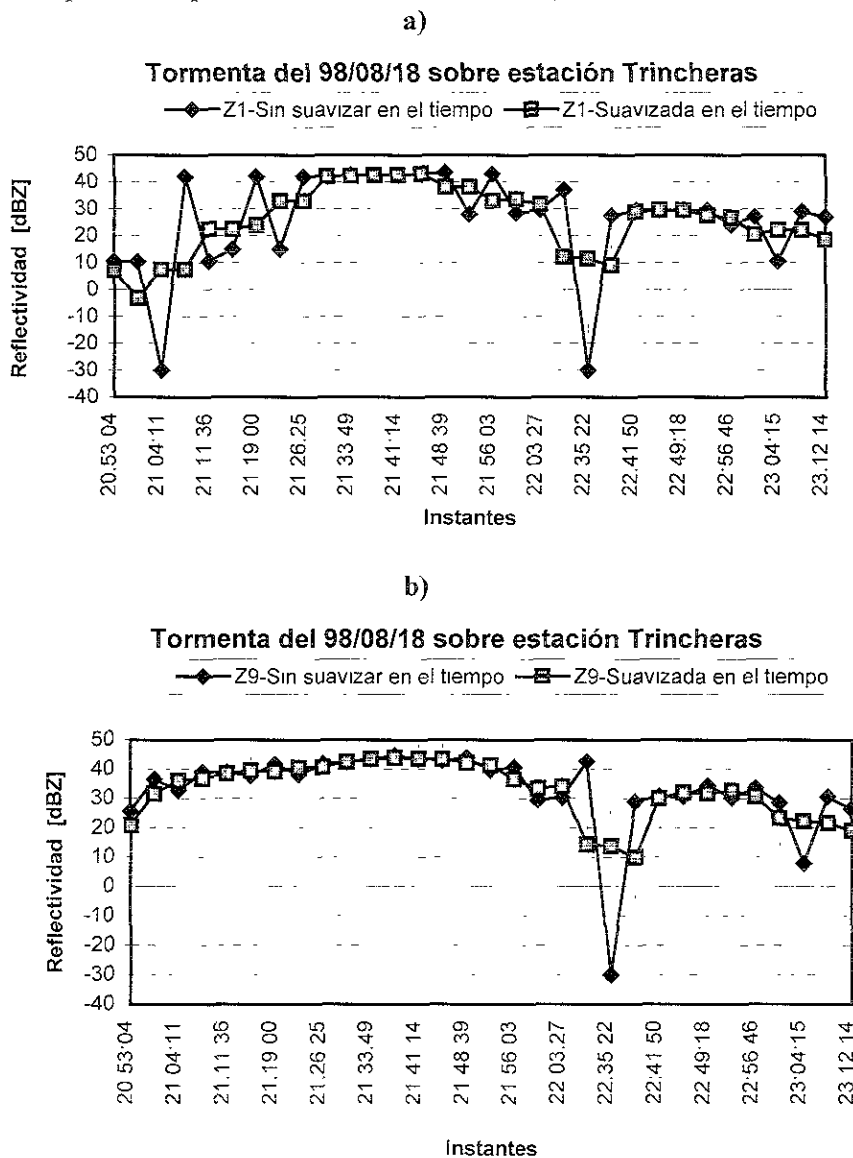 a)
Tormenta del 98/08/18 sobre estación Trincheras
Z1-Sin suavizar en el tiempo Z1-Suavizada en el tiempo
50
40
30
20
10
0
-10
-20
-30
-40
Reflectividad [dBZ]
20.53 04
21 04·11
21 11 36
21 19 00
21 26.25
21 33 49
21 41·14
21 48 39
21 56 03
22 03 27
22 35 22
22.41 50
22 49:18
22 56 46
23 04·15
23.12 14
Instantes
b)
Tormenta del 98/08/18 sobre estación Trincheras
Z9-Sin suavizar en el tiempo Z9-Suavizada en el tiempo
50
40
30
20
10
0
-10
-20
-30
-40
Reflectividad [dBZ]
20 53·04
21 04·11
21.11 36
21.19 00
21.26 25
21 33.49
21 41 14
21 48 39
21 56 03
22 03.27
22.35 22
22:41 50
22 49 18
22 56 46
23:04·15
23 12 14
Instantes